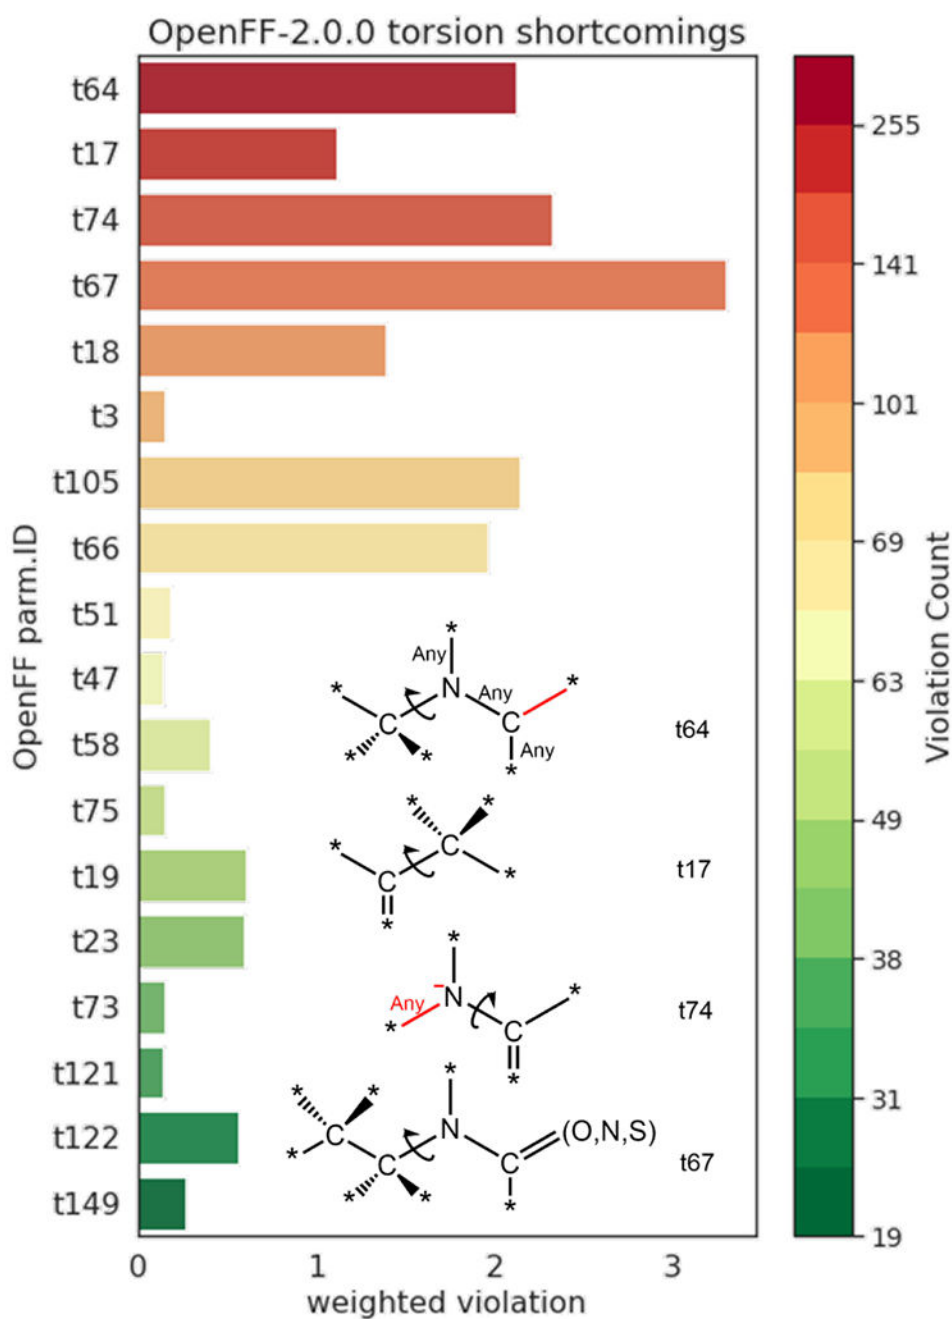 OpenFF-2.0.0 torsion shortcomings
OpenFF parm.ID
t64
t17
t74
t67
t18
t3
t105
t66
t51
t47
t58
t75
t19
t23
t73
t121
t122
t149
0 1 2 3
weighted violation
*
Any
* N Any *
C C
* * Any
*
t64
* *
* C
C *
*
t17
*
Any - N *
* C
*
t74
* * *
C N (O,N,S)
* C C
* * *
t67
255
141
101
69
63
49
38
31
19
Violation Count